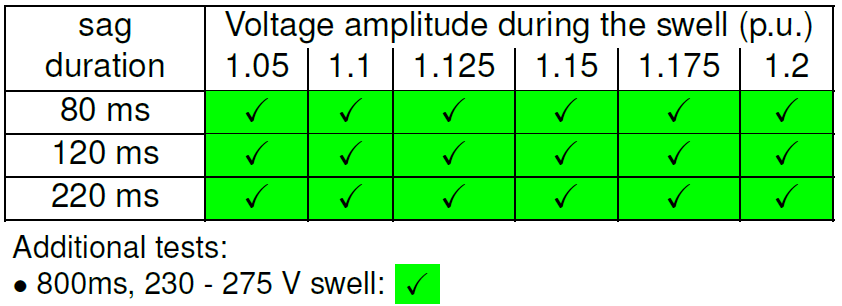 sag Voltage amplitude during the swell (p.u.)
duration 1.05 1.1 1.125 1.15 1.175 1.2
80 ms ✓ ✓ ✓ ✓ ✓ ✓
120 ms ✓ ✓ ✓ ✓ ✓ ✓
220 ms ✓ ✓ ✓ ✓ ✓ ✓
Additional tests:
• 800ms, 230 - 275 V swell: ✓